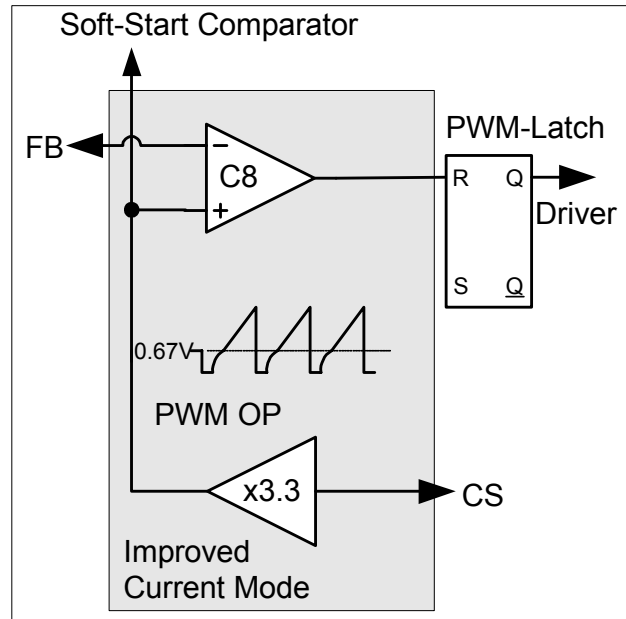 Soft-Start Comparator
FB
C8
−
+
PWM-Latch
R
Q
S
Q
Driver
0.67V
PWM OP
x3.3
CS
Improved
Current Mode